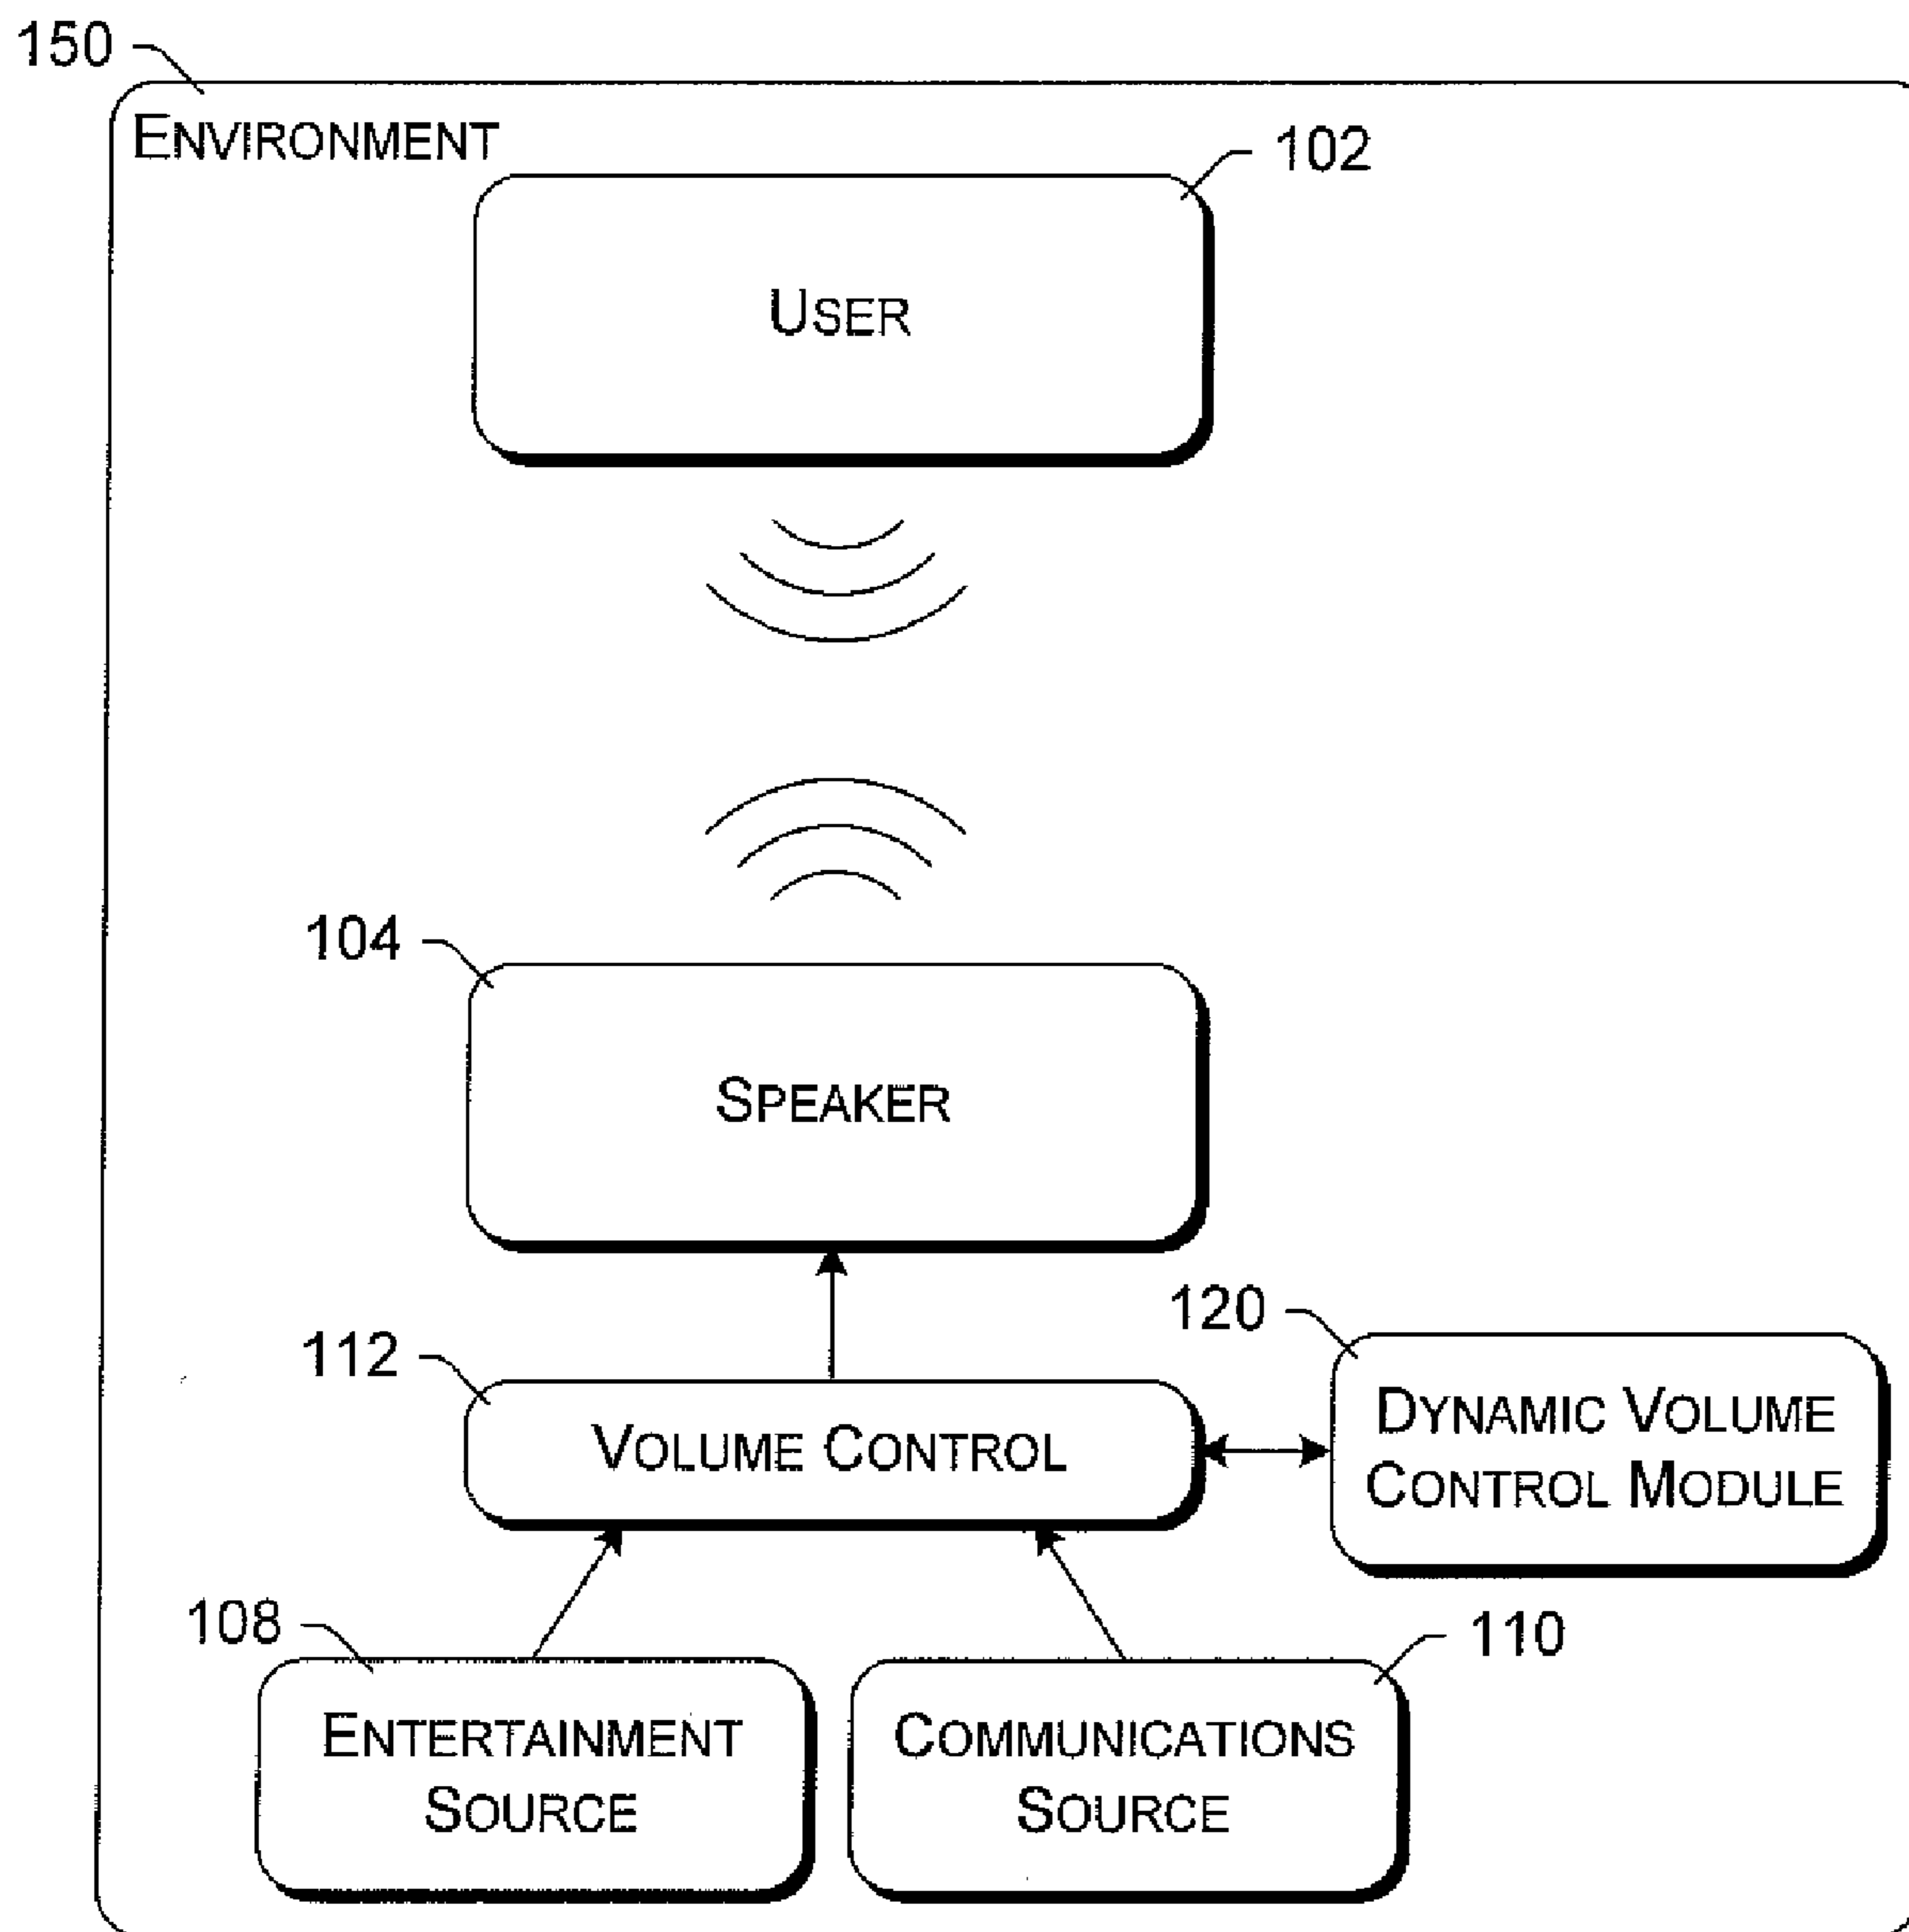 150
ENVIRONMENT
102
USER
104
SPEAKER
120
112
VOLUME CONTROL
DYNAMIC VOLUME
CONTROL MODULE
108
110
ENTERTAINMENT
SOURCE
COMMUNICATIONS
SOURCE